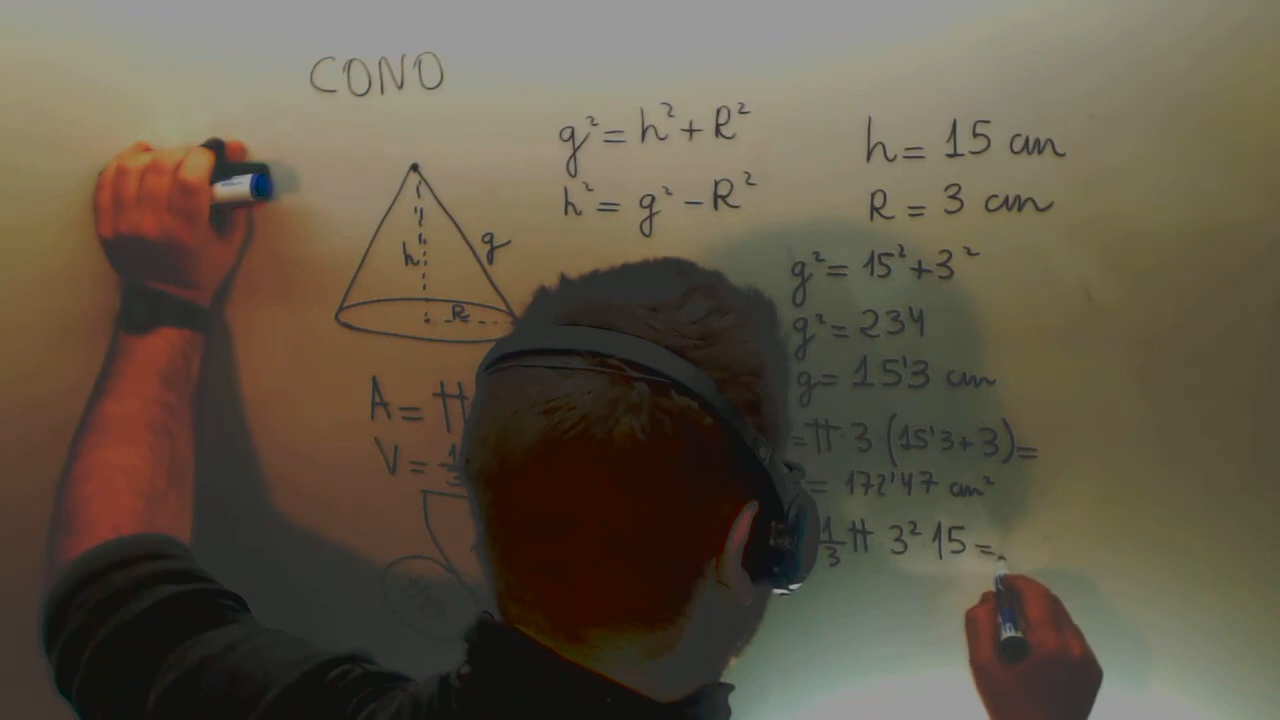 CONO
g² = h² + R²
h² = g² - R²
h = 15 cm
R = 3 cm
h
g
R
g² = 15² + 3²
g² = 234
g = 15'3 cm
A = π
V = 1
= π · 3 (15'3 + 3) =
= 172'47 cm²
1/3 π 3² 15 =